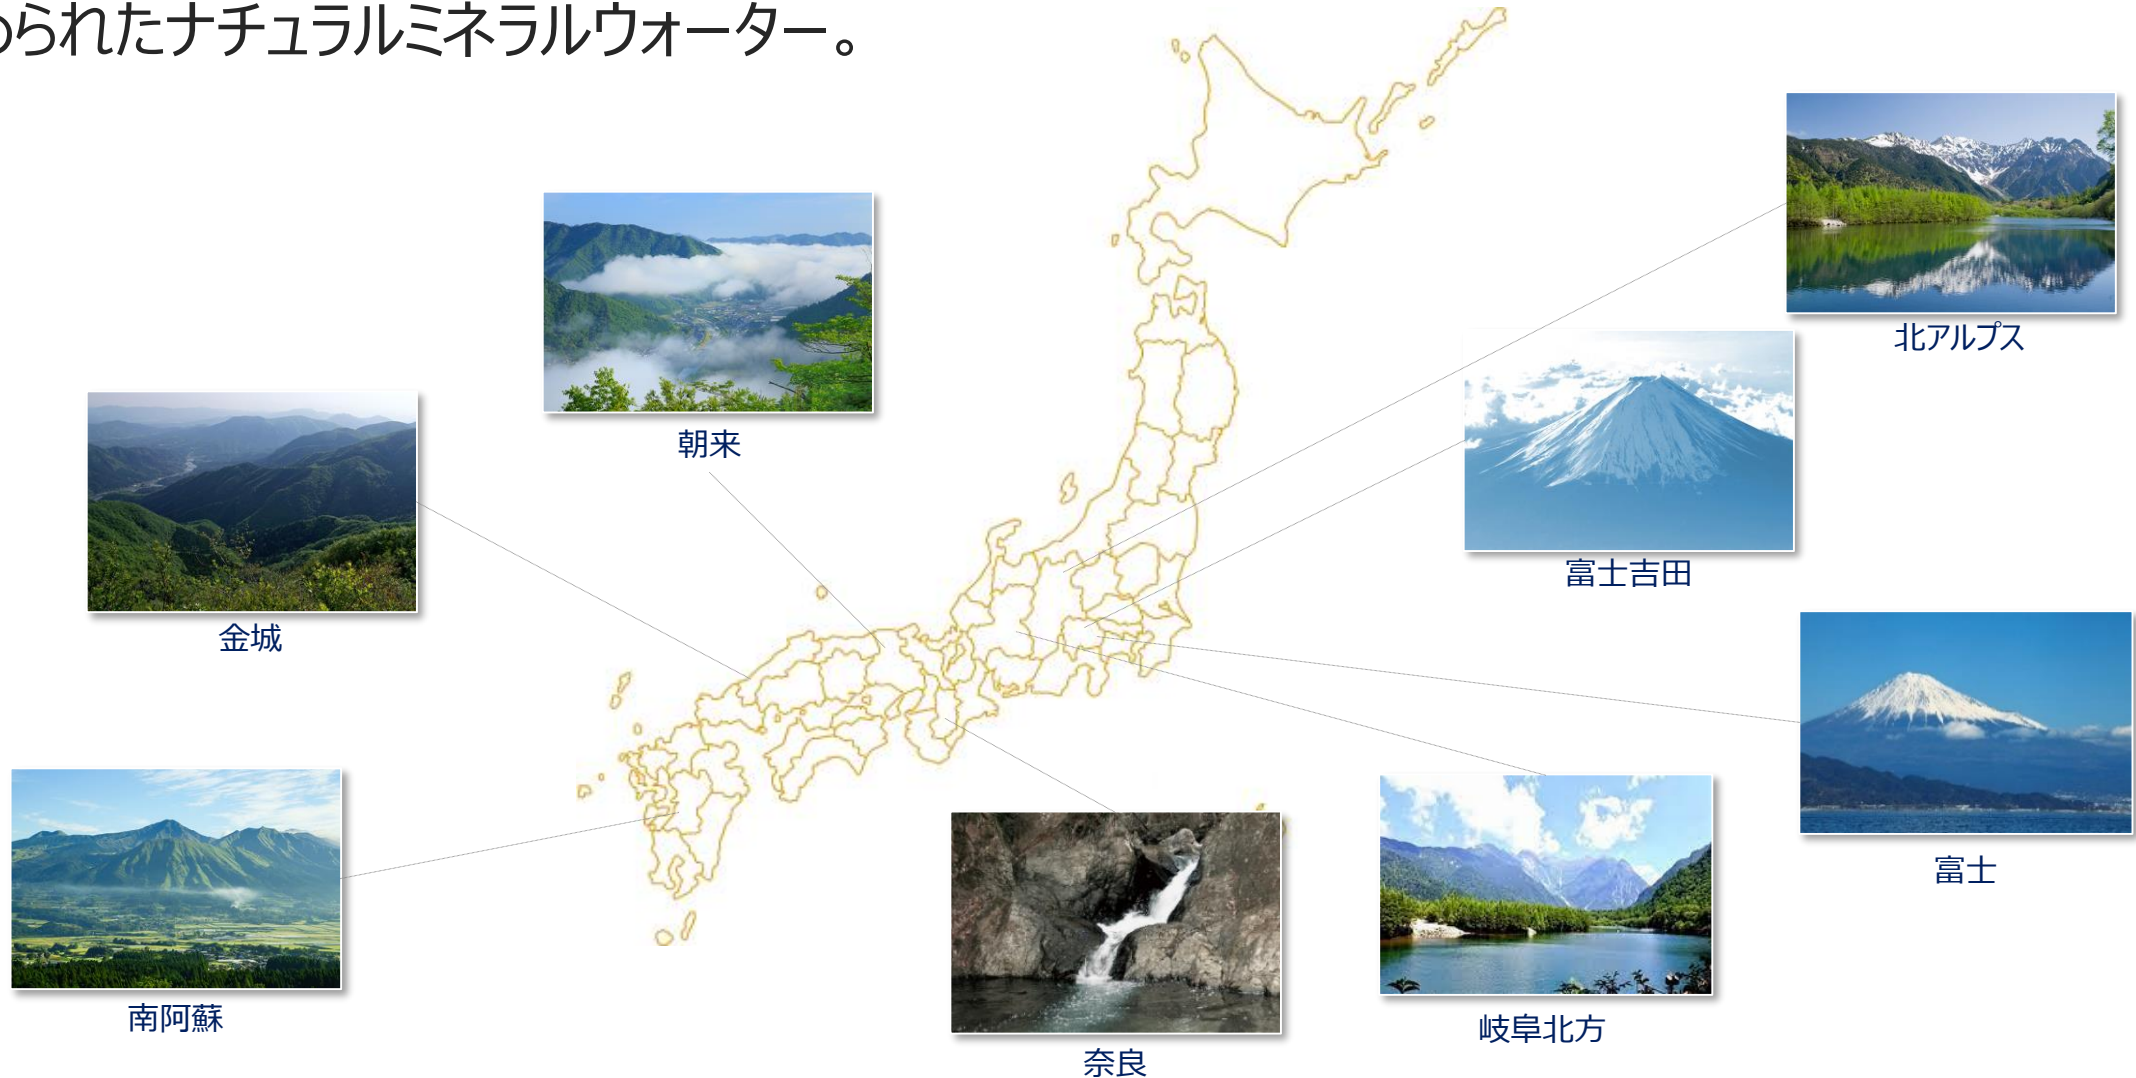 られたナチュラルミネラルウォーター。
北アルプス
朝来
富士吉田
金城
富士
南阿蘇
岐阜北方
奈良